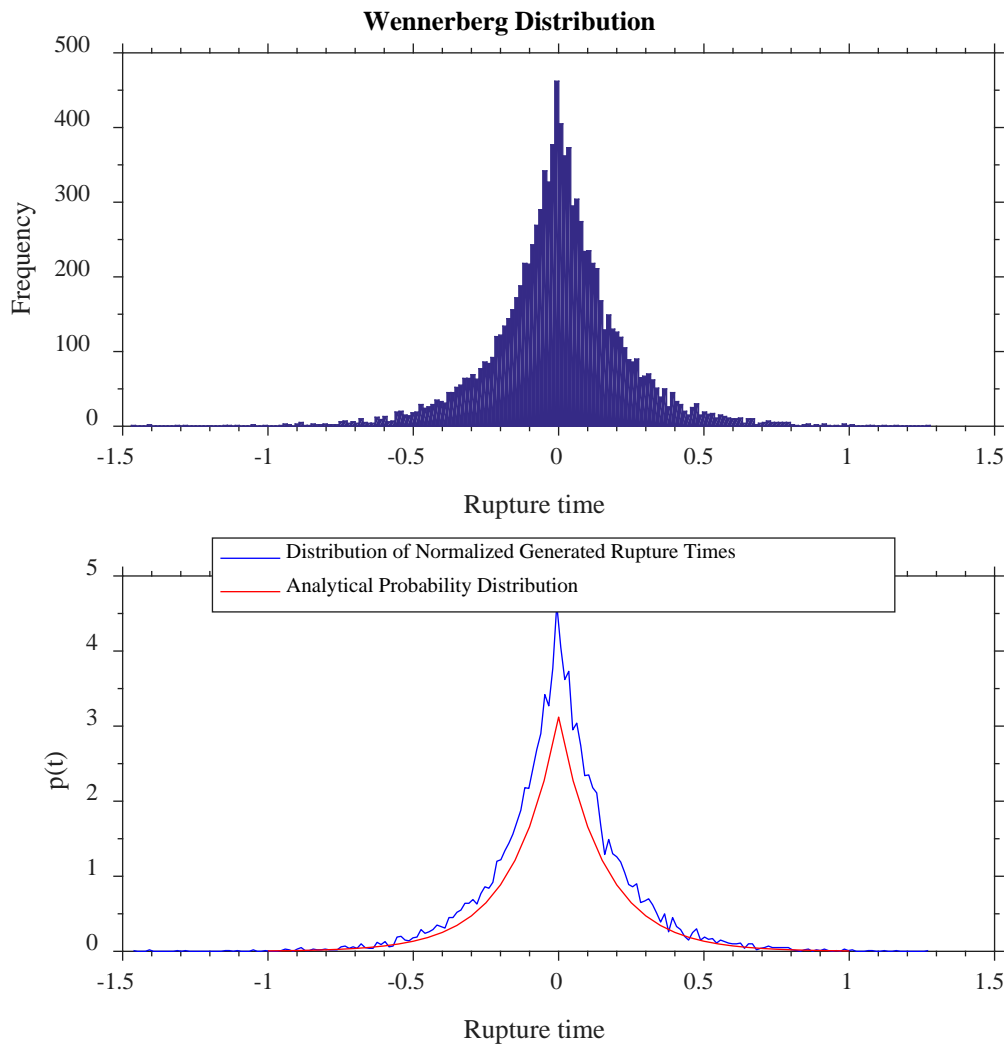 Wennerberg Distribution
500
400
300
200
100
0
Frequency
-1.5 -1 -0.5 0 0.5 1 1.5
Rupture time
Distribution of Normalized Generated Rupture Times
Analytical Probability Distribution
5
4
3
2
1
0
p(t)
-1.5 -1 -0.5 0 0.5 1 1.5
Rupture time